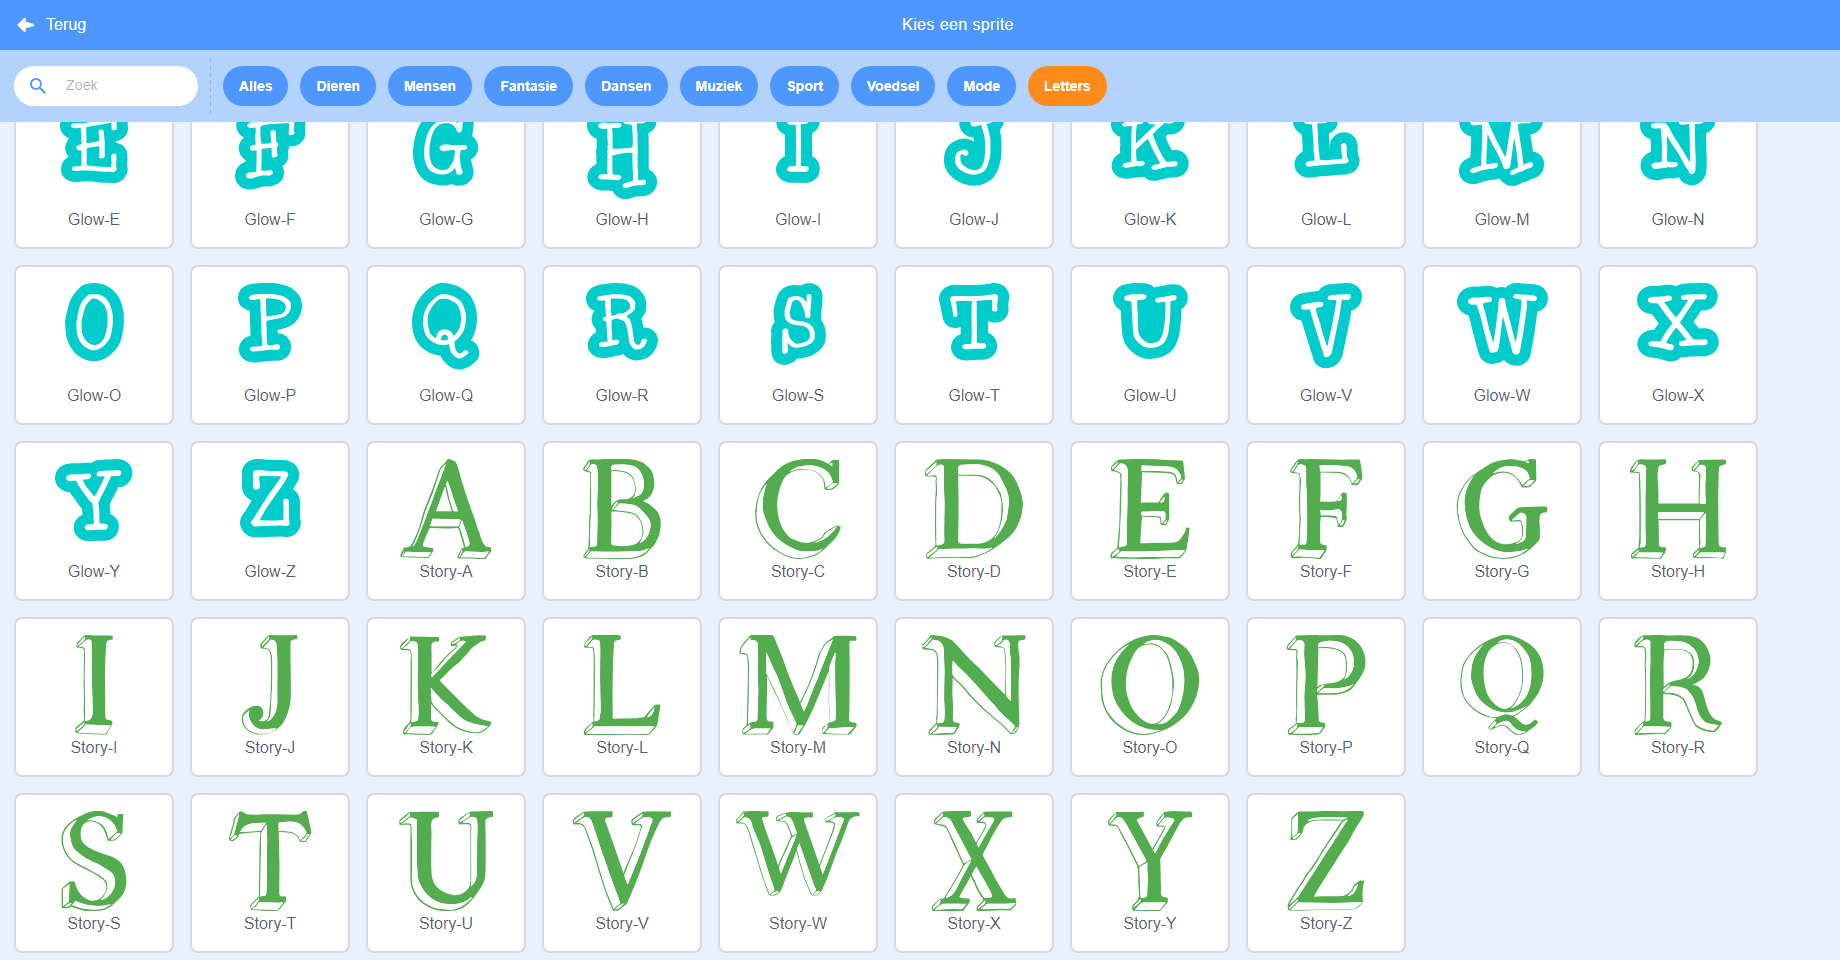 Terug
Kies een sprite
Zoek Alles Dieren Mensen Fantasie Dansen Muziek Sport Voedsel Mode Letters
E F G H I J K L M N
Glow-E Glow-F Glow-G Glow-H Glow-I Glow-J Glow-K Glow-L Glow-M Glow-N
O P Q R S T U V W X
Glow-O Glow-P Glow-Q Glow-R Glow-S Glow-T Glow-U Glow-V Glow-W Glow-X
Y Z A B C D E F G H
Glow-Y Glow-Z Story-A Story-B Story-C Story-D Story-E Story-F Story-G Story-H
I J K L M N O P Q R
Story-I Story-J Story-K Story-L Story-M Story-N Story-O Story-P Story-Q Story-R
S T U V W X Y Z
Story-S Story-T Story-U Story-V Story-W Story-X Story-Y Story-Z